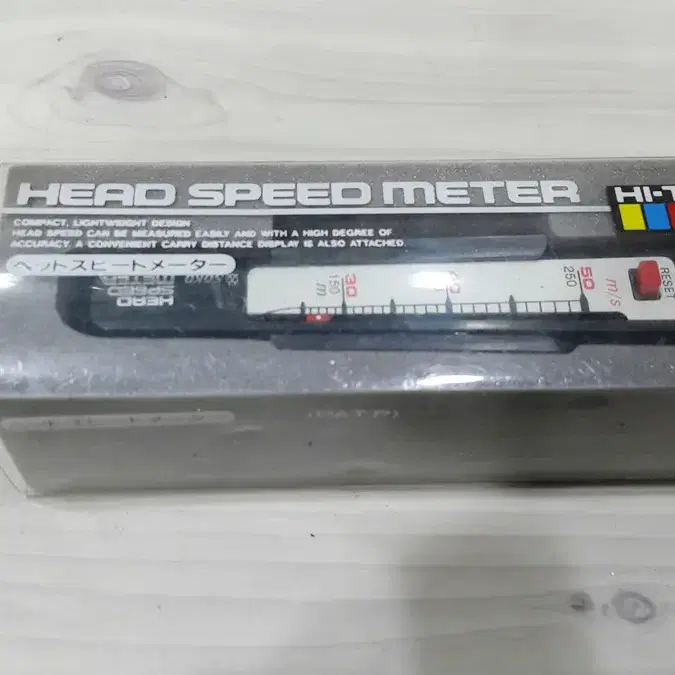 HEAD SPEED METER
HI-T
COMPACT, LIGHTWEIGHT DESIGN
HEAD SPEED CAN BE MEASURED EASILY AND WITH A HIGH DEGREE OF
ACCURACY. A CONVENIENT CARRY DISTANCE DISPLAY IS ALSO ATTACHED.
ヘッドスピードメーター
HEAD
SPEED
METER
150 m
30
250
50
m/s
RESET
(PAT.P)